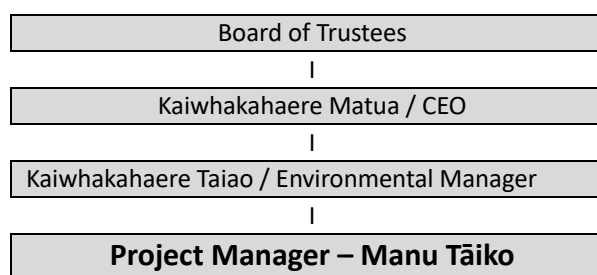 Board of Trustees
I
Kaiwhakahaere Matua / CEO
I
Kaiwhakahaere Taiao / Environmental Manager
I
Project Manager – Manu Tāiko